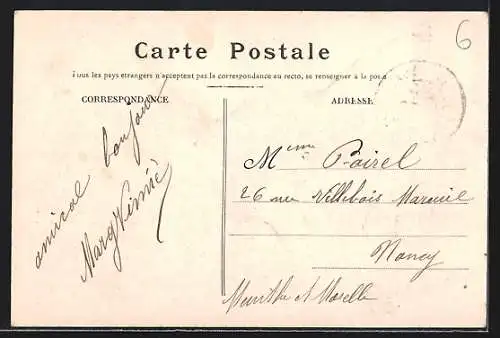 6
Carte Postale
Tous les pays étrangers n'acceptent pas la correspondance au recto, se renseigner à la poste
CORRESPONDANCE
ADRESSE
amical bonjour
Marg
Mme Poirel
26 rue Villebois Mareuil
Nancy
Meurthe et Moselle